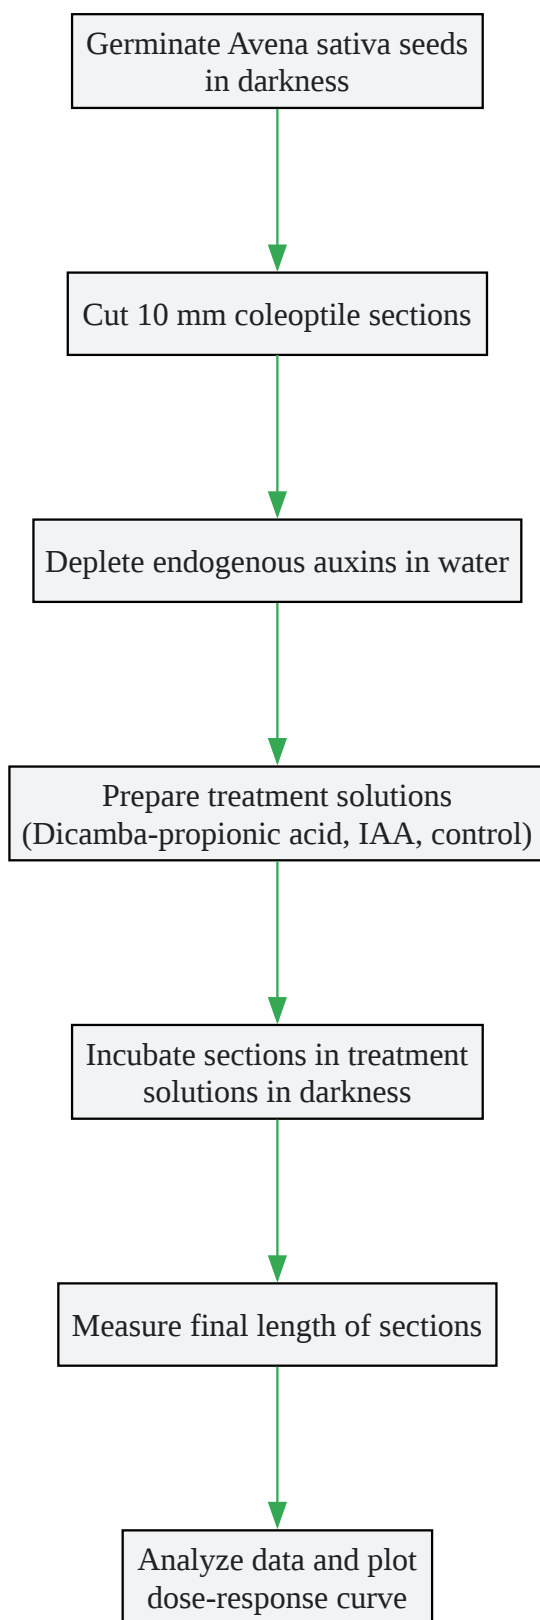 Germinate Avena sativa seeds
in darkness
Cut 10 mm coleoptile sections
Deplete endogenous auxins in water
Prepare treatment solutions
(Dicamba-propionic acid, IAA, control)
Incubate sections in treatment
solutions in darkness
Measure final length of sections
Analyze data and plot
dose-response curve